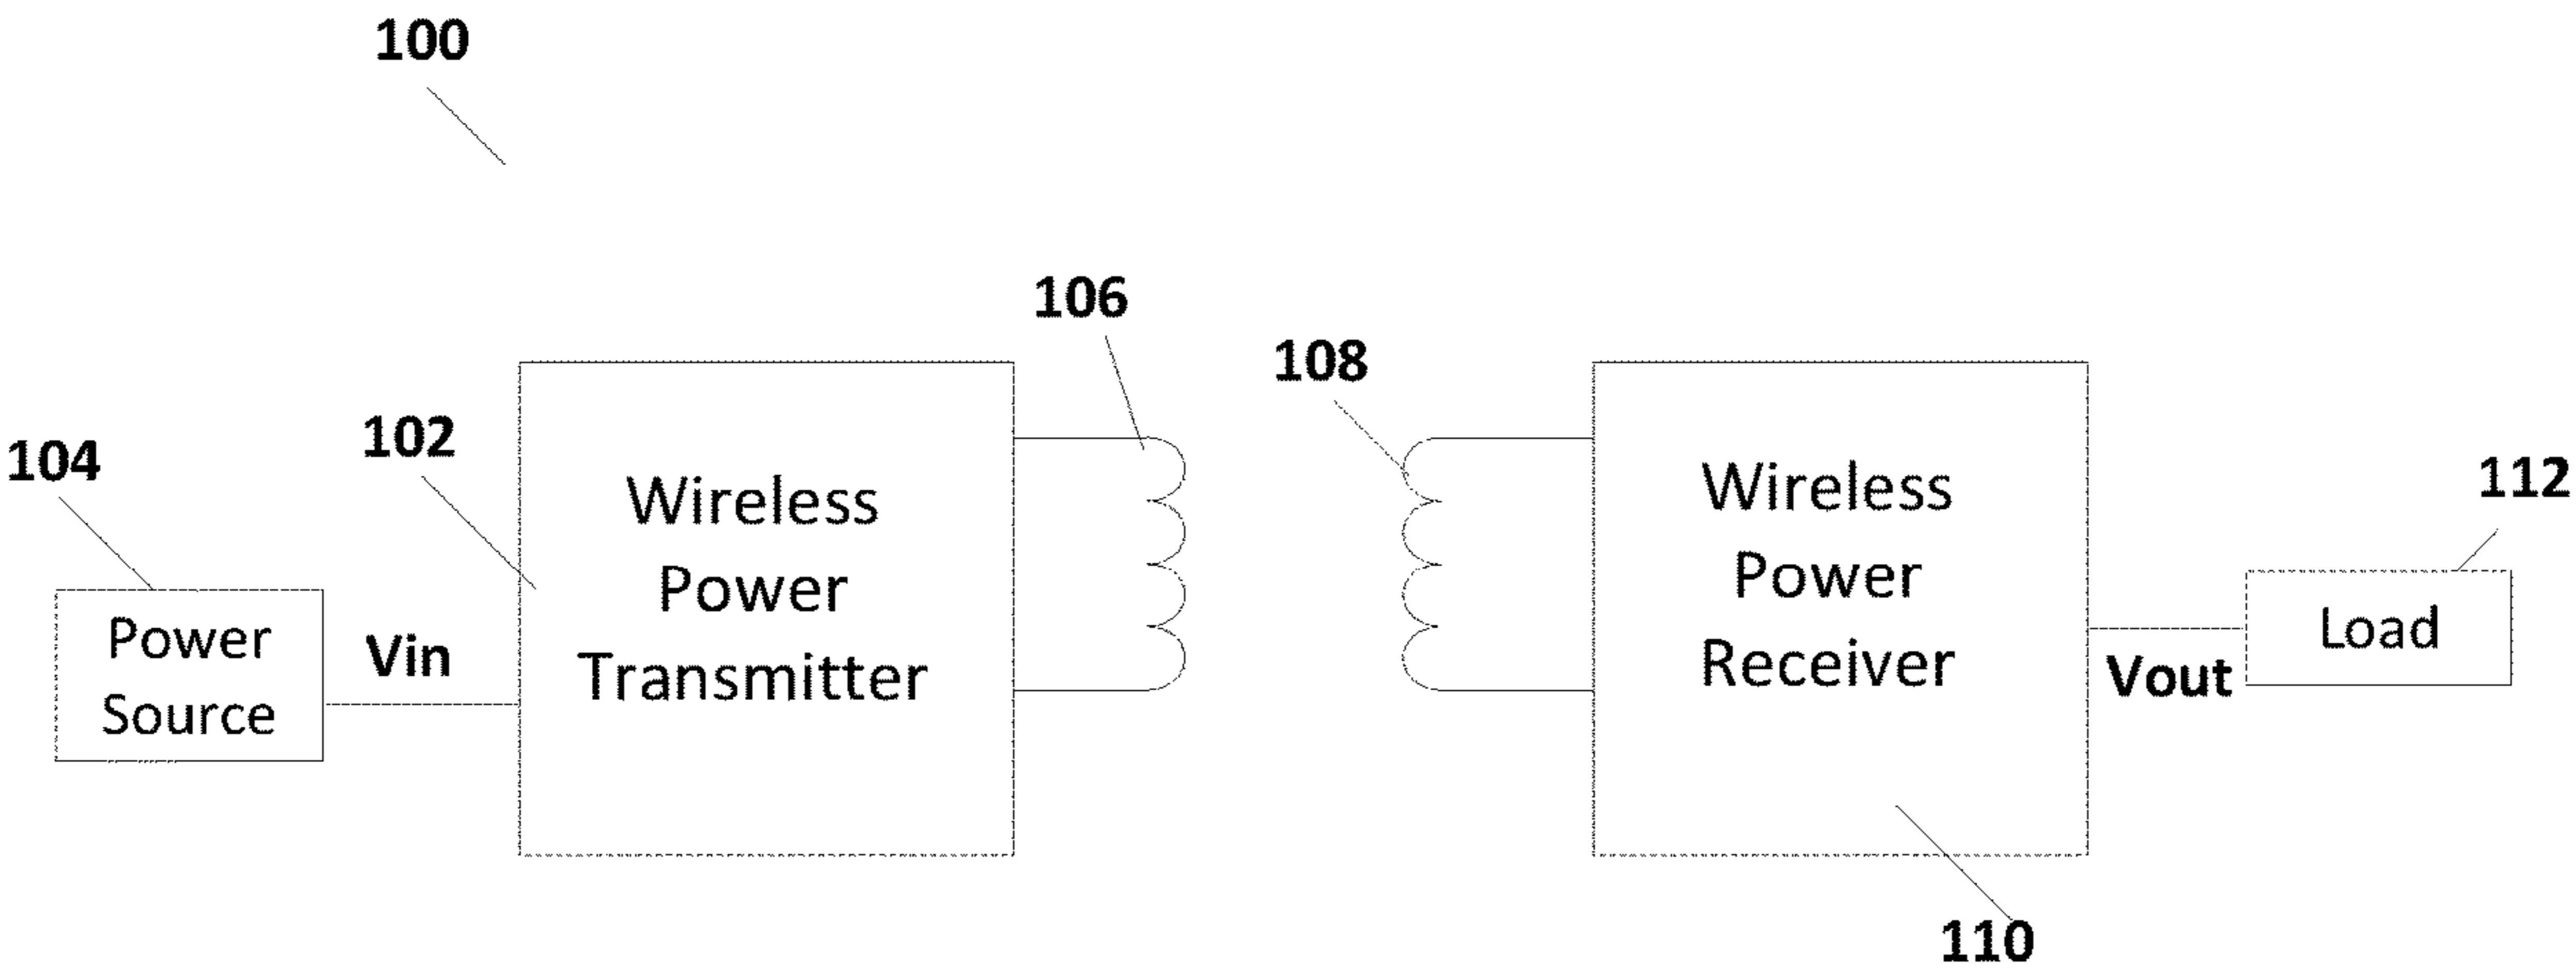 100
106
108
102
104
112
Wireless
Power
Transmitter
Wireless
Power
Receiver
Power
Source
Vin
Vout
Load
110